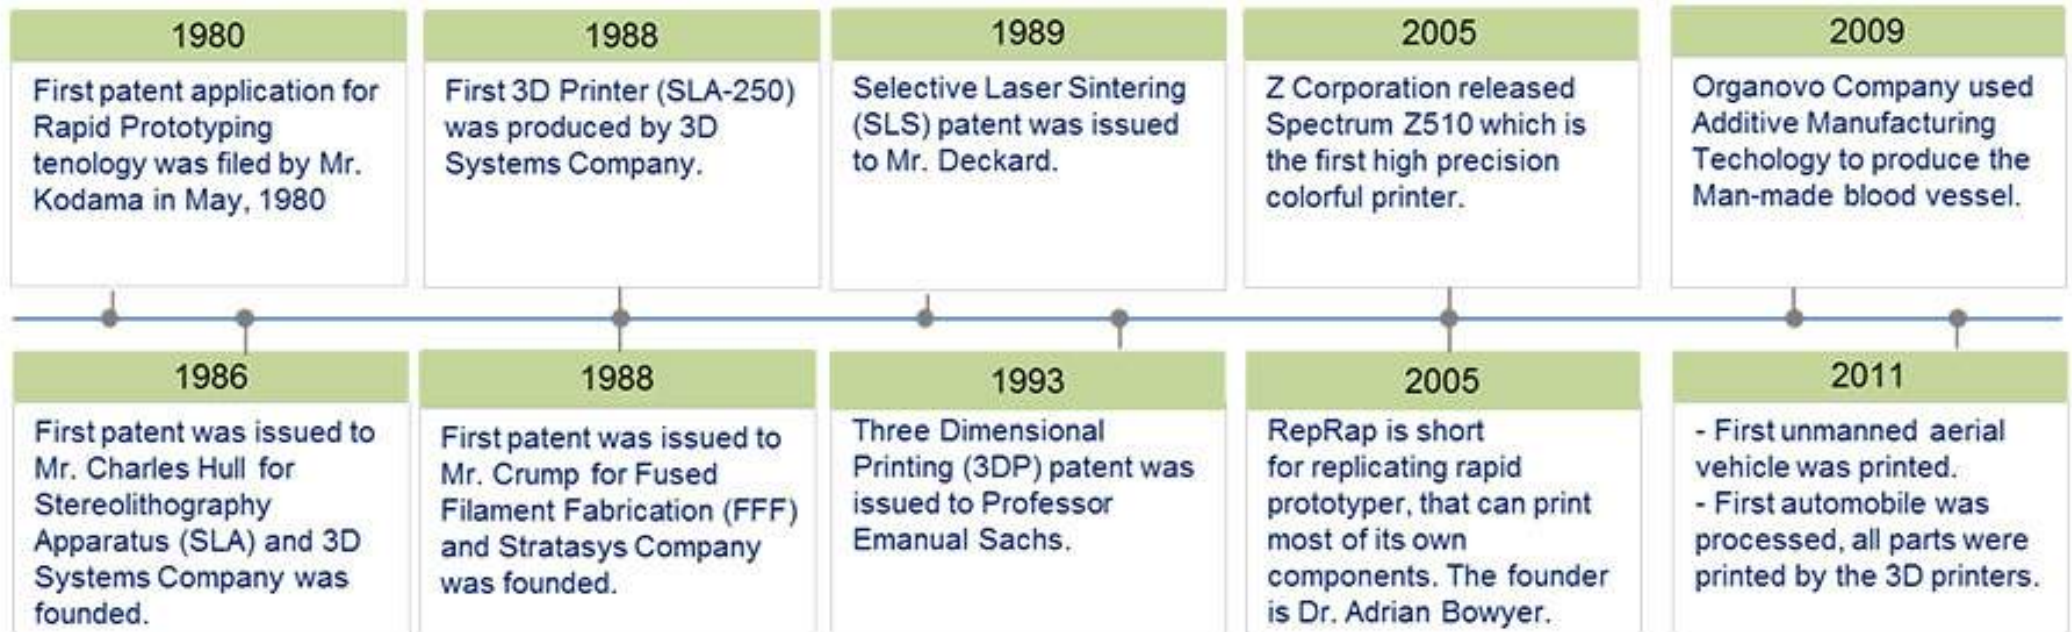 1980
First patent application for
Rapid Prototyping
tenology was filed by Mr.
Kodama in May, 1980
1988
First 3D Printer (SLA-250)
was produced by 3D
Systems Company.
1989
Selective Laser Sintering
(SLS) patent was issued
to Mr. Deckard.
2005
Z Corporation released
Spectrum Z510 which is
the first high precision
colorful printer.
2009
Organovo Company used
Additive Manufacturing
Techology to produce the
Man-made blood vessel.
1986
First patent was issued to
Mr. Charles Hull for
Stereolithography
Apparatus (SLA) and 3D
Systems Company was
founded.
1988
First patent was issued to
Mr. Crump for Fused
Filament Fabrication (FFF)
and Stratasys Company
was founded.
1993
Three Dimensional
Printing (3DP) patent was
issued to Professor
Emanual Sachs.
2005
RepRap is short
for replicating rapid
prototyper, that can print
most of its own
components. The founder
is Dr. Adrian Bowyer.
2011
- First unmanned aerial
vehicle was printed.
- First automobile was
processed, all parts were
printed by the 3D printers.